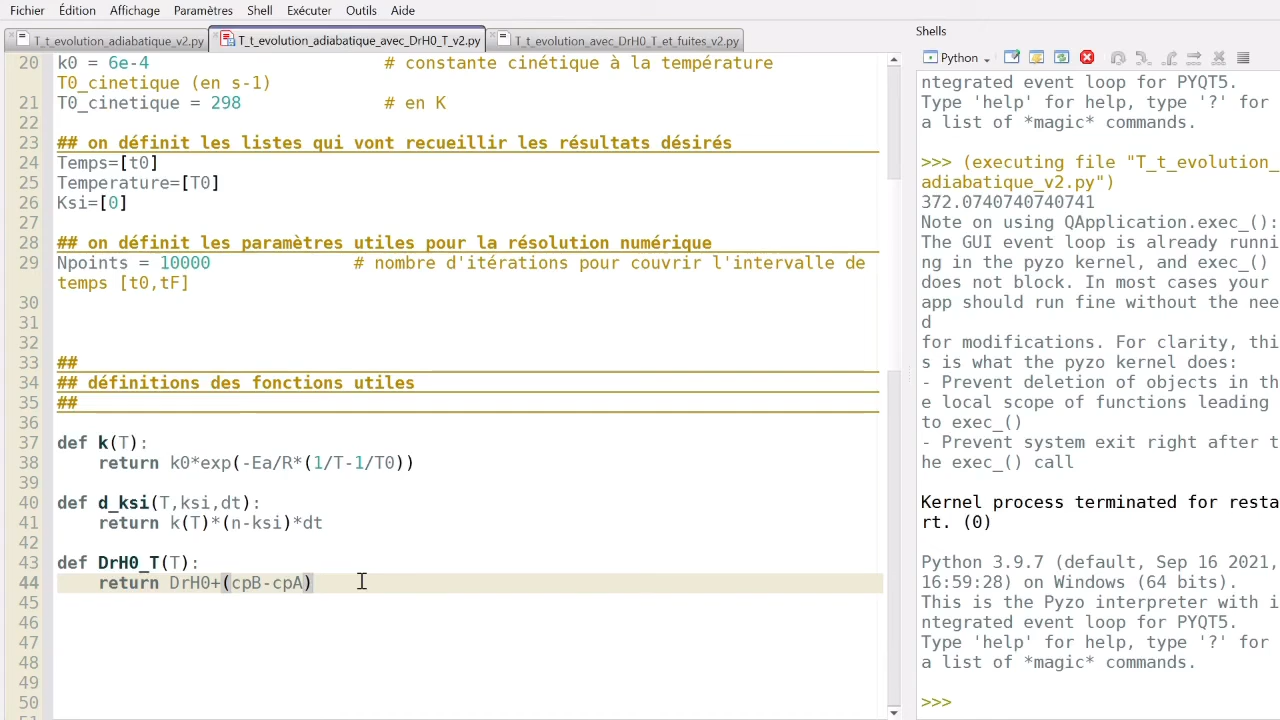 Fichier Édition Affichage Paramètres Shell Exécuter Outils Aide
T_t_evolution_adiabatique_v2.py T_t_evolution_adiabatique_avec_DrH0_T_v2.py T_t_evolution_avec_DrH0_T_et_fuites_v2.py
20 k0 = 6e-4 # constante cinétique à la température
T0_cinetique (en s-1)
21 T0_cinetique = 298 # en K
22
23 ## on définit les listes qui vont recueillir les résultats désirés
24 Temps=[t0]
25 Temperature=[T0]
26 Ksi=[0]
27
28 ## on définit les paramètres utiles pour la résolution numérique
29 Npoints = 10000 # nombre d'itérations pour couvrir l'intervalle de
temps [t0,tF]
30
31
32
33 ##
34 ## définitions des fonctions utiles
35 ##
36
37 def k(T):
38 return k0*exp(-Ea/R*(1/T-1/T0))
39
40 def d_ksi(T,ksi,dt):
41 return k(T)*(n-ksi)*dt
42
43 def DrH0_T(T):
44 return DrH0+(cpB-cpA)
45
46
47
48
49
50
51
Shells
Python
ntegrated event loop for PYQT5.
Type 'help' for help, type '?' for
a list of *magic* commands.
>>> (executing file "T_t_evolution_
adiabatique_v2.py")
372.0740740740741
Note on using QApplication.exec_():
The GUI event loop is already runni
ng in the pyzo kernel, and exec_()
does not block. In most cases your
app should run fine without the nee
d
for modifications. For clarity, thi
s is what the pyzo kernel does:
- Prevent deletion of objects in th
e local scope of functions leading
to exec_()
- Prevent system exit right after t
he exec_() call
Kernel process terminated for resta
rt. (0)
Python 3.9.7 (default, Sep 16 2021,
16:59:28) on Windows (64 bits).
This is the Pyzo interpreter with i
ntegrated event loop for PYQT5.
Type 'help' for help, type '?' for
a list of *magic* commands.
>>>